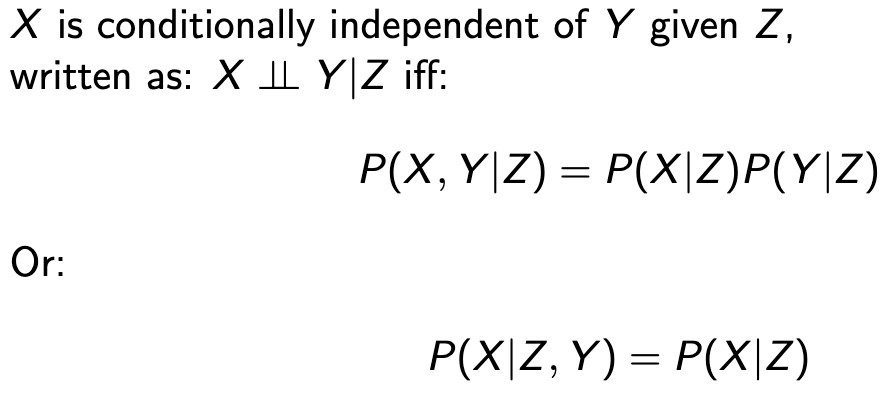 X is conditionally independent of Y given Z,
written as: X ⫫ Y|Z iff:
P(X, Y|Z) = P(X|Z)P(Y|Z)
Or:
P(X|Z, Y) = P(X|Z)